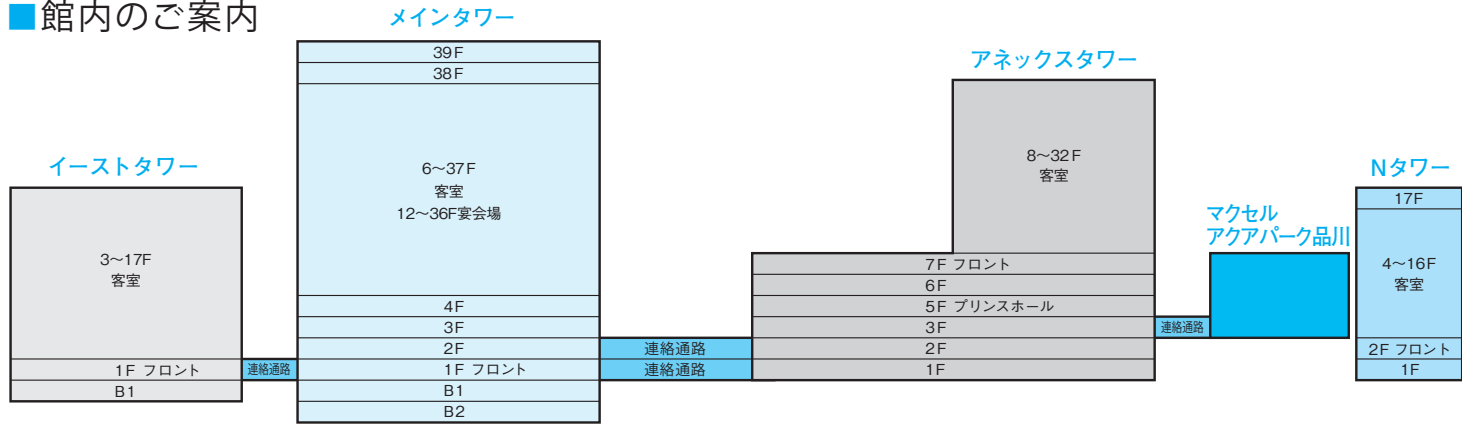 ■館内のご案内
イーストタワー
3～17F
客室
1F フロント
B1
連絡通路
メインタワー
39F
38F
6～37F
客室
12～36F宴会場
4F
3F
2F
1F フロント
B1
B2
連絡通路
連絡通路
アネックスタワー
8～32F
客室
7F フロント
6F
5F プリンスホール
3F
2F
1F
連絡通路
マクセル
アクアパーク品川
Nタワー
17F
4～16F
客室
2F フロント
1F